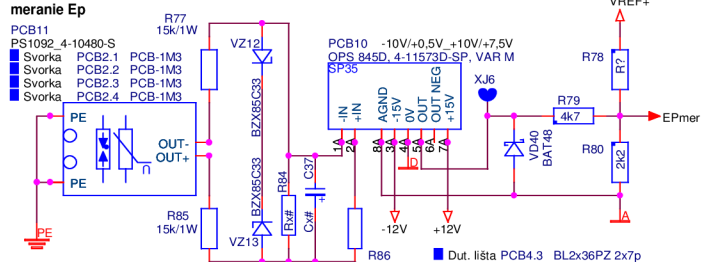 meranie Ep
PCB11
PS1092_4-10480-S
Svorka PCB2.1 PCB-1M3
Svorka PCB2.2 PCB-1M3
Svorka PCB2.3 PCB-1M3
Svorka PCB2.4 PCB-1M3
R77
15k/1W
VZ12
BZX85C33
PCB10 -10V/+0,5V_+10V/+7,5V
OPS 845D, 4-11573D-SP, VAR M
SP35
-IN
+IN
AGND
-15V
0V
OUT
OUT NEG
+15V
1A
2A
8A
3A
4A
5A
6A
7A
XJ6
VREF+
R78
R?
R79
4k7
EPmer
R80
2k2
VD40
BAT48
PE
PE
OUT-
OUT+
U
R85
15k/1W
BZX85C33
VZ13
R84
Rx#
C37
Cx#
+
R86
D
-12V
+12V
A
PE
Dut. lišta PCB4.3 BL2x36PZ 2x7p